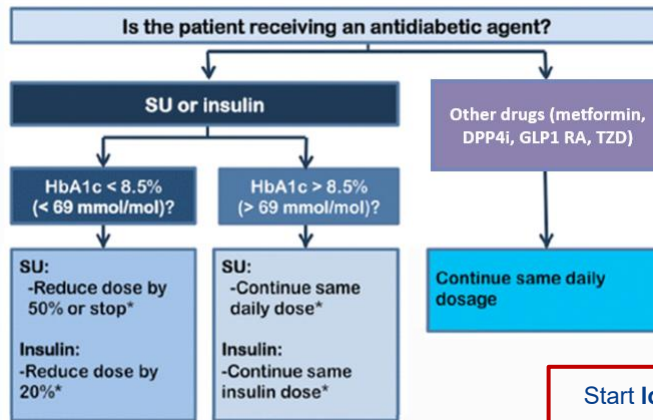 Is the patient receiving an antidiabetic agent?
SU or insulin
Other drugs (metformin,
DPP4i, GLP1 RA, TZD)
HbA1c < 8.5%
(< 69 mmol/mol)?
HbA1c > 8.5%
(> 69 mmol/mol)?
SU:
-Reduce dose by
50% or stop*
Insulin:
-Reduce dose by
20%*
SU:
-Continue same
daily dose*
Insulin:
-Continue same
insulin dose*
Continue same daily
dosage
Start